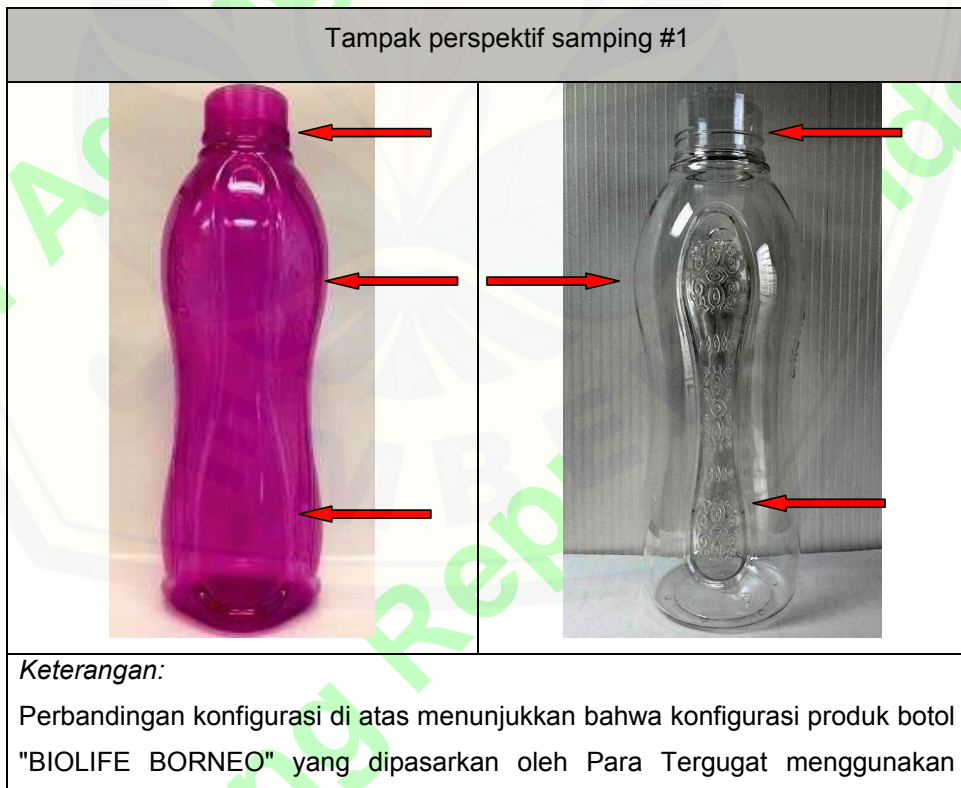 Tampak perspektif samping #1
Keterangan:
Perbandingan konfigurasi di atas menunjukkan bahwa konfigurasi produk botol
"BIOLIFE BORNEO" yang dipasarkan oleh Para Tergugat menggunakan